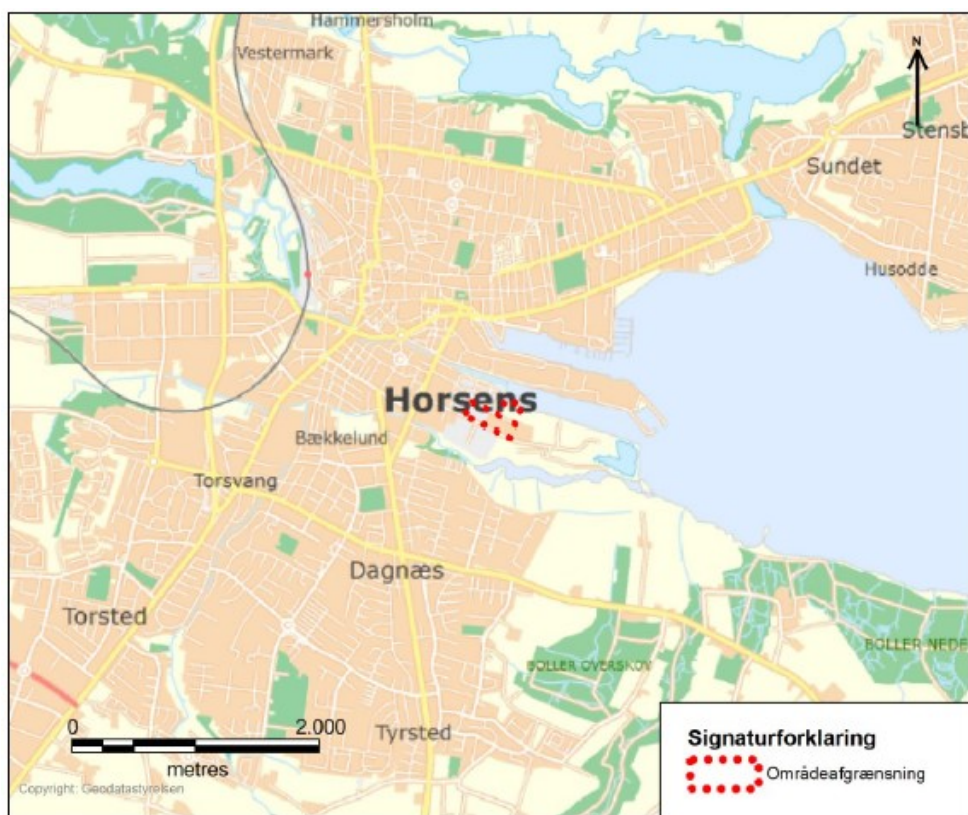 Hammersholm
Vestermark
N
Stensb
Sundet
Husodde
Horsens
Bækkelund
Torsvang
Dagnæs
Torsted
BOLLER NEDE
BOLLER OVERSKOV
0 2.000
Tyrsted
metres
Signaturforklaring
Områdeafgrænsning
Copyright: Geodatastyrelsen